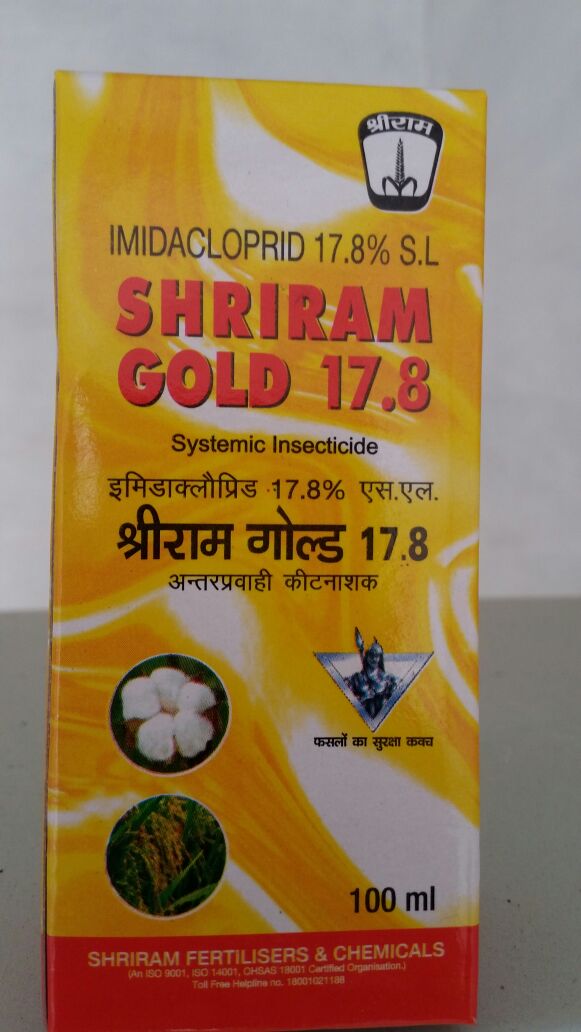 श्रीराम
IMIDACLOPRID 17.8% S.L
SHRIRAM
GOLD 17.8
Systemic Insecticide
इमिडाक्लौप्रिड 17.8% एस.एल.
श्रीराम गोल्ड 17.8
अन्तरप्रवाही कीटनाशक
फसलों का सुरक्षा कवच
100 ml
SHRIRAM FERTILISERS & CHEMICALS
(An ISO 9001, ISO 14001, OHSAS 18001 Certified Organisation.)
Toll Free Helpline no. 18001021188